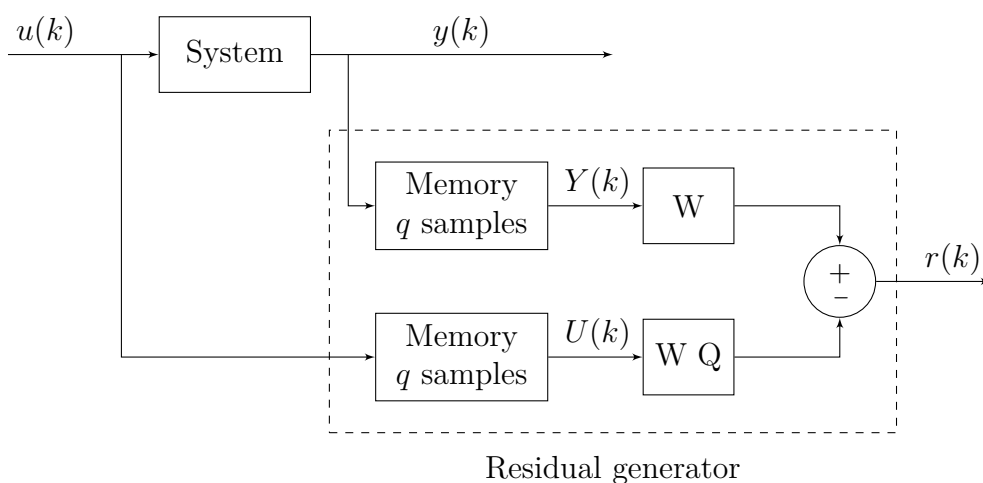 u(k)
System
y(k)
Memory
q samples
Y(k)
W
+
-
r(k)
Memory
q samples
U(k)
W Q
Residual generator